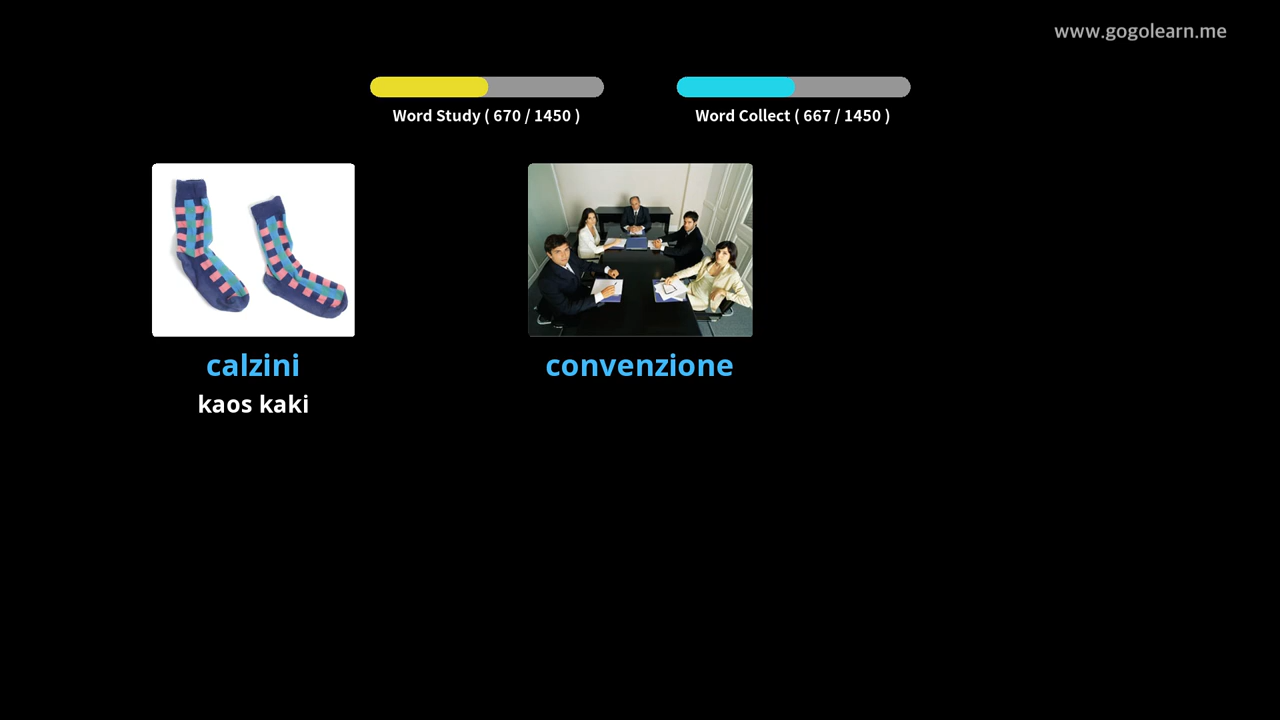 www.gogolearn.me
Word Study ( 670 / 1450 )
Word Collect ( 667 / 1450 )
calzini
convenzione
kaos kaki